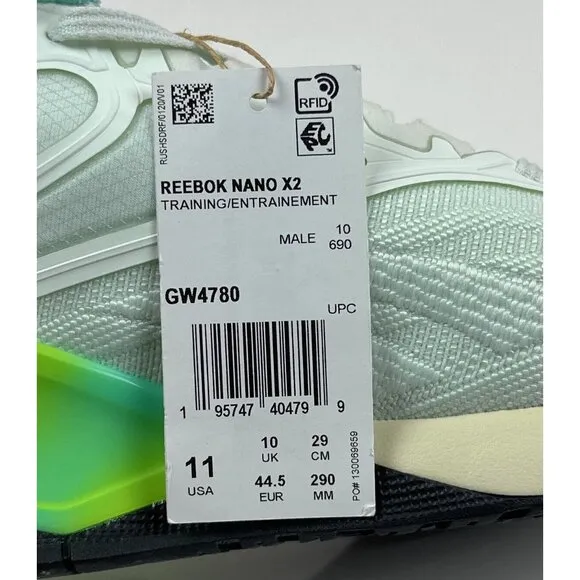 RUSHSDRF/0120/V01
RFID
EPC
REEBOK NANO X2
TRAINING/ENTRAINEMENT
MALE 10
690
GW4780
UPC
1 95747 40479 9
11
USA
10
UK
29
CM
44.5
EUR
290
MM
PO# 130069659